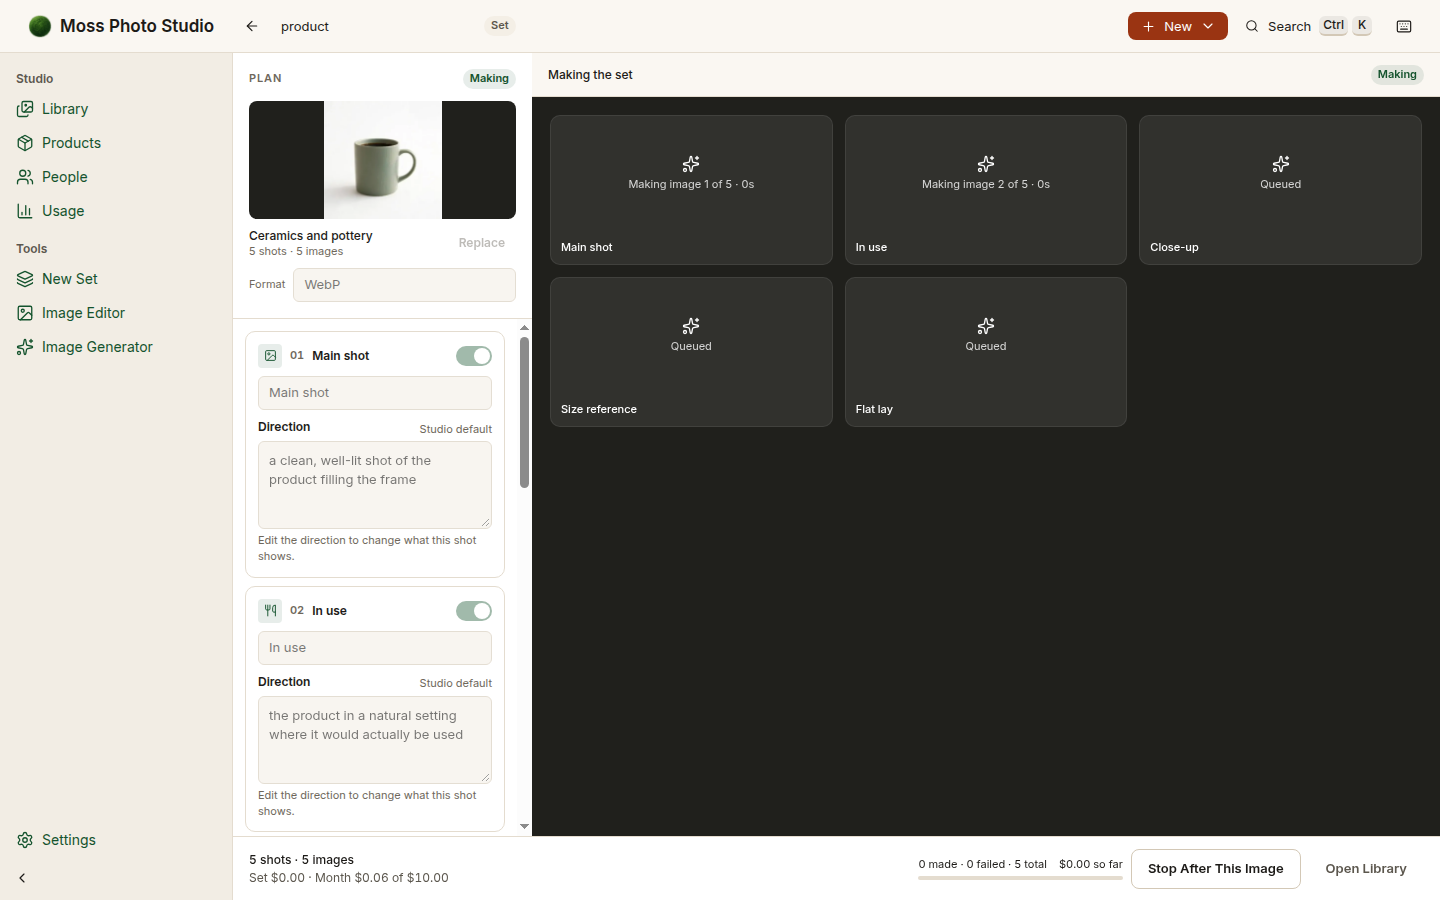 Moss Photo Studio
product
Set
New
Search
Ctrl
K
Studio
Library
Products
People
Usage
Tools
New Set
Image Editor
Image Generator
Settings
PLAN
Making
Ceramics and pottery
5 shots · 5 images
Replace
Format
WebP
01 Main shot
Main shot
Direction
Studio default
a clean, well-lit shot of the
product filling the frame
Edit the direction to change what this shot
shows.
02 In use
In use
Direction
Studio default
the product in a natural setting
where it would actually be used
Edit the direction to change what this shot
shows.
Making the set
Making
Making image 1 of 5 · 0s
Main shot
Making image 2 of 5 · 0s
In use
Queued
Close-up
Queued
Size reference
Queued
Flat lay
5 shots · 5 images
Set $0.00 · Month $0.06 of $10.00
0 made · 0 failed · 5 total
$0.00 so far
Stop After This Image
Open Library